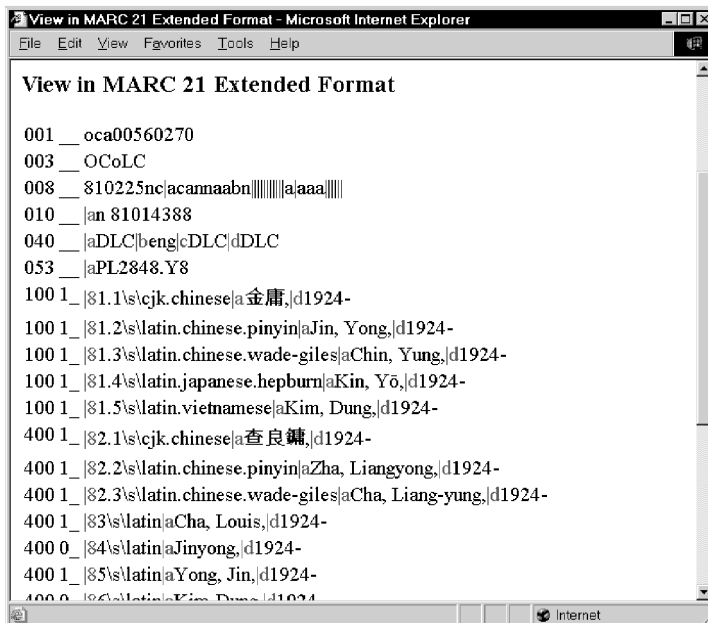 View in MARC 21 Extended Format - Microsoft Internet Explorer
File Edit View Favorites Tools Help
View in MARC 21 Extended Format
001 __ oca00560270
003 __ OCoLC
008 __ 810225nc|acannaabn||||||||||a|aaa|||||
010 __ |an 81014388
040 __ |aDLC|beng|cDLC|dDLC
053 __ |aPL2848.Y8
100 1_ |81.1\s\cjk.chinese|a金庸,|d1924-
100 1_ |81.2\s\latin.chinese.pinyin|aJin, Yong,|d1924-
100 1_ |81.3\s\latin.chinese.wade-giles|aChin, Yung,|d1924-
100 1_ |81.4\s\latin.japanese.hepburn|aKin, Yō,|d1924-
100 1_ |81.5\s\latin.vietnamese|aKim, Dung,|d1924-
400 1_ |82.1\s\cjk.chinese|a查良鏞,|d1924-
400 1_ |82.2\s\latin.chinese.pinyin|aZha, Liangyong,|d1924-
400 1_ |82.3\s\latin.chinese.wade-giles|aCha, Liang-yung,|d1924-
400 1_ |83\s\latin|aCha, Louis,|d1924-
400 0_ |84\s\latin|aJinyong,|d1924-
400 1_ |85\s\latin|aYong, Jin,|d1924-
400 0_ |86\s\latin|aKim Dung,|d1924-
Internet